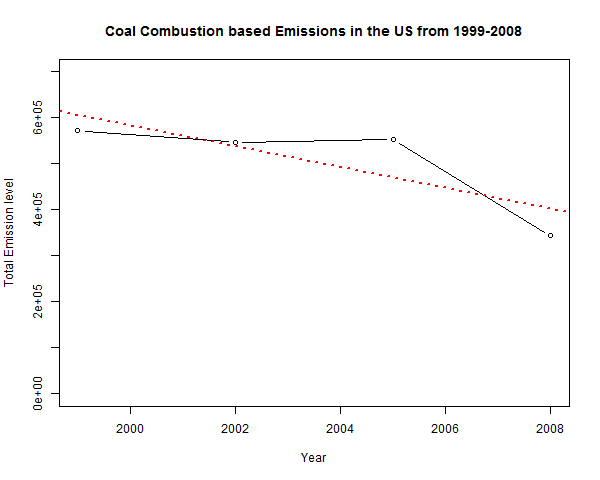 Coal Combustion based Emissions in the US from 1999-2008
Total Emission level
6e+05
4e+05
2e+05
0e+00
2000 2002 2004 2006 2008
Year